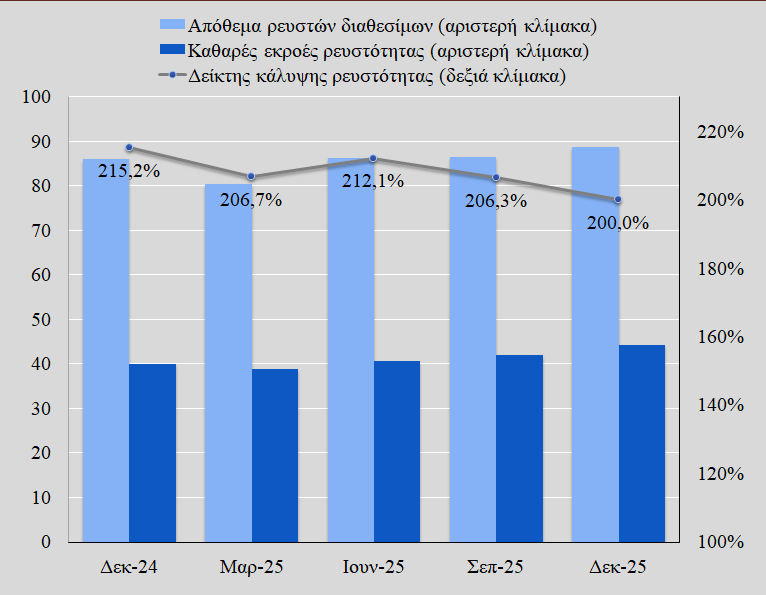 Απόθεμα ρευστών διαθεσίμων (αριστερή κλίμακα)
Καθαρές εκροές ρευστότητας (αριστερή κλίμακα)
Δείκτης κάλυψης ρευστότητας (δεξιά κλίμακα)
100
90
80
70
60
50
40
30
20
10
0
215,2%
206,7%
212,1%
206,3%
200,0%
220%
200%
180%
160%
140%
120%
100%
Δεκ-24
Μαρ-25
Ιουν-25
Σεπ-25
Δεκ-25